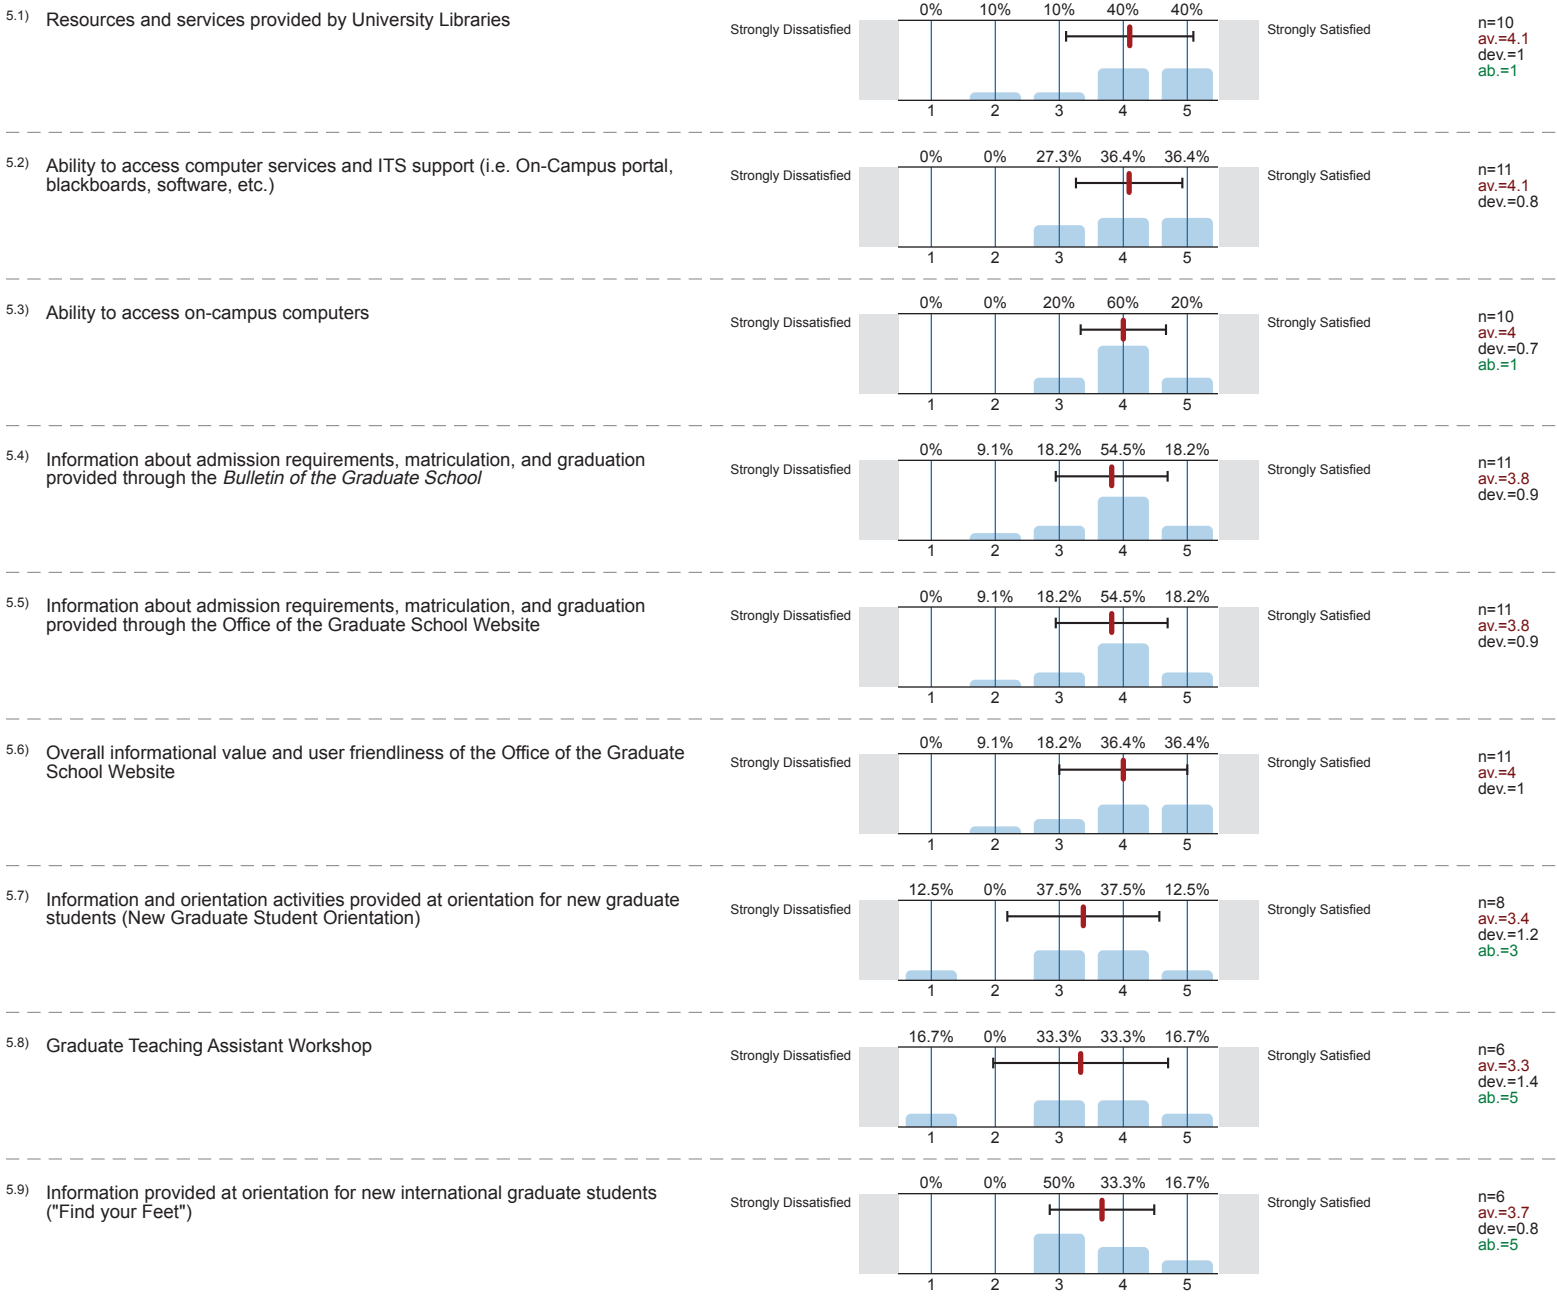 5.1) Resources and services provided by University Libraries
0% 10% 10% 40% 40%
Strongly Dissatisfied
Strongly Satisfied
n=10
av.=4.1
dev.=1
ab.=1
1 2 3 4 5
5.2) Ability to access computer services and ITS support (i.e. On-Campus portal,
blackboards, software, etc.)
0% 0% 27.3% 36.4% 36.4%
Strongly Dissatisfied
Strongly Satisfied
n=11
av.=4.1
dev.=0.8
1 2 3 4 5
5.3) Ability to access on-campus computers
0% 0% 20% 60% 20%
Strongly Dissatisfied
Strongly Satisfied
n=10
av.=4
dev.=0.7
ab.=1
1 2 3 4 5
5.4) Information about admission requirements, matriculation, and graduation
provided through the Bulletin of the Graduate School
0% 9.1% 18.2% 54.5% 18.2%
Strongly Dissatisfied
Strongly Satisfied
n=11
av.=3.8
dev.=0.9
1 2 3 4 5
5.5) Information about admission requirements, matriculation, and graduation
provided through the Office of the Graduate School Website
0% 9.1% 18.2% 54.5% 18.2%
Strongly Dissatisfied
Strongly Satisfied
n=11
av.=3.8
dev.=0.9
1 2 3 4 5
5.6) Overall informational value and user friendliness of the Office of the Graduate
School Website
0% 9.1% 18.2% 36.4% 36.4%
Strongly Dissatisfied
Strongly Satisfied
n=11
av.=4
dev.=1
1 2 3 4 5
5.7) Information and orientation activities provided at orientation for new graduate
students (New Graduate Student Orientation)
12.5% 0% 37.5% 37.5% 12.5%
Strongly Dissatisfied
Strongly Satisfied
n=8
av.=3.4
dev.=1.2
ab.=3
1 2 3 4 5
5.8) Graduate Teaching Assistant Workshop
16.7% 0% 33.3% 33.3% 16.7%
Strongly Dissatisfied
Strongly Satisfied
n=6
av.=3.3
dev.=1.4
ab.=5
1 2 3 4 5
5.9) Information provided at orientation for new international graduate students
("Find your Feet")
0% 0% 50% 33.3% 16.7%
Strongly Dissatisfied
Strongly Satisfied
n=6
av.=3.7
dev.=0.8
ab.=5
1 2 3 4 5